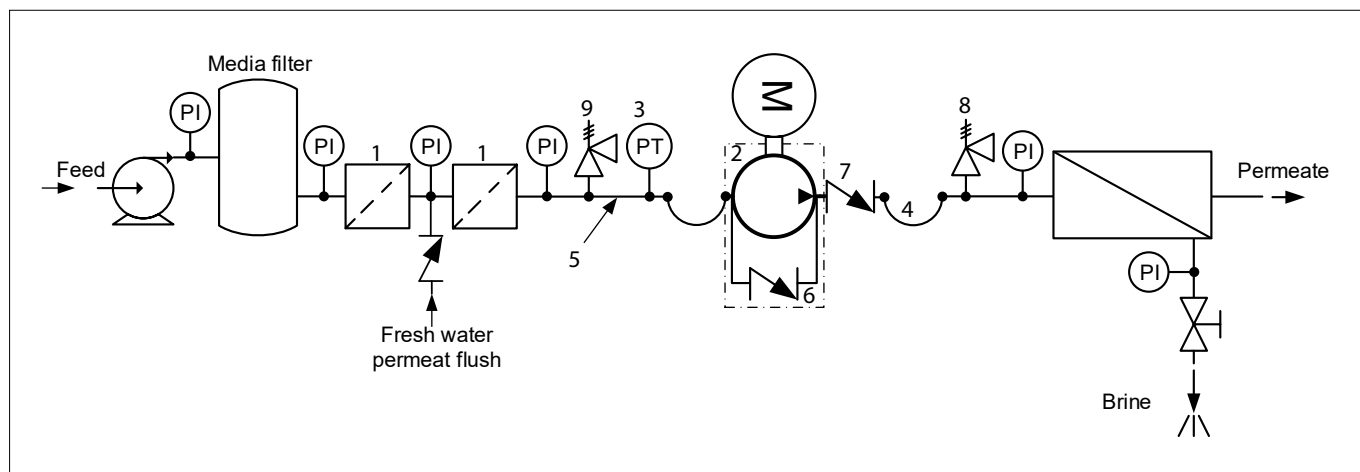 Media filter
Feed
PI
PI
1
PI
1
PI
9
3
PT
5
Fresh water
permeat flush
M
2
6
7
4
8
PI
Permeate
PI
Brine